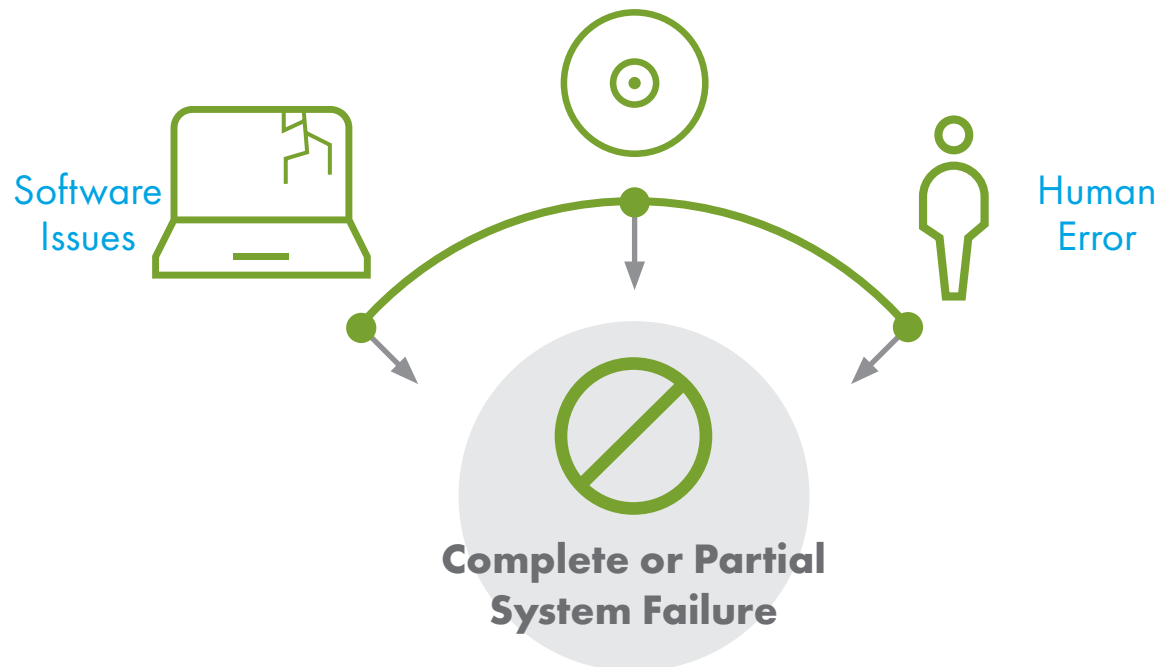 Software
Issues
Human
Error
Complete or Partial
System Failure